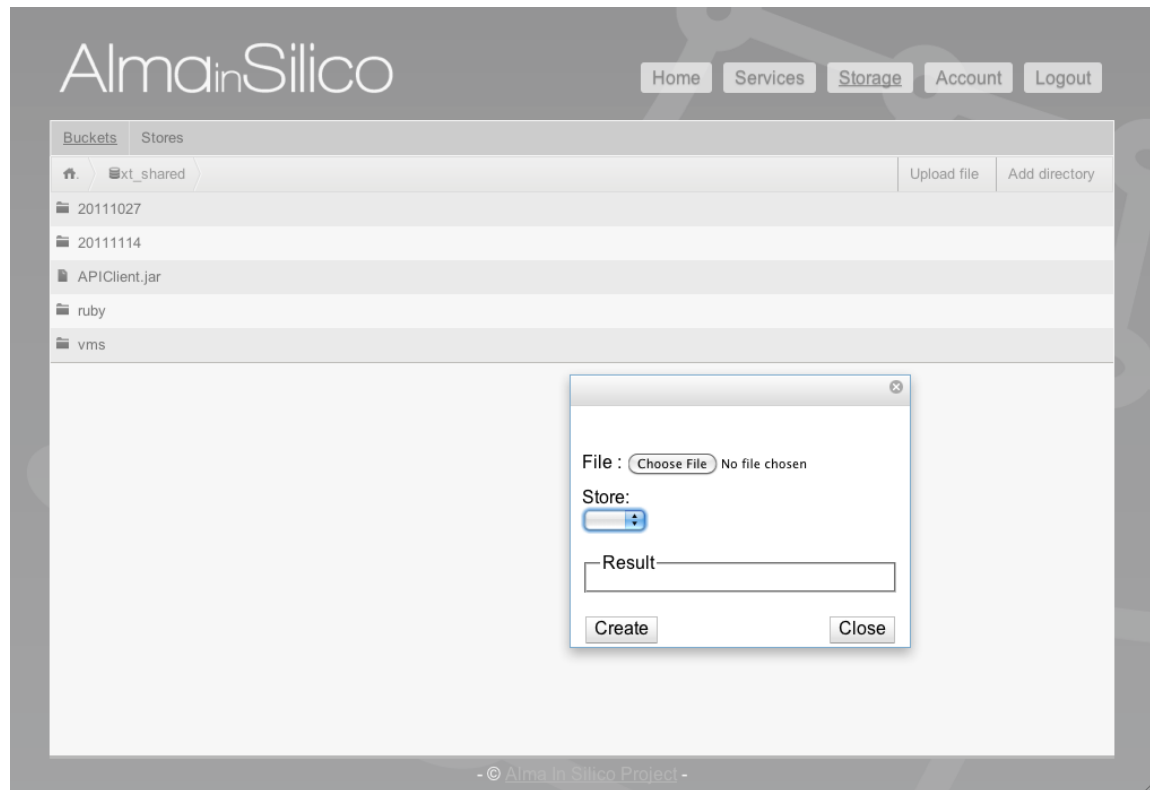 AlmainSilico
Home Services Storage Account Logout
Buckets Stores
. xt_shared Upload file Add directory
20111027
20111114
APIClient.jar
ruby
vms
File : Choose File No file chosen
Store:
Result
Create Close
- © Alma In Silico Project -